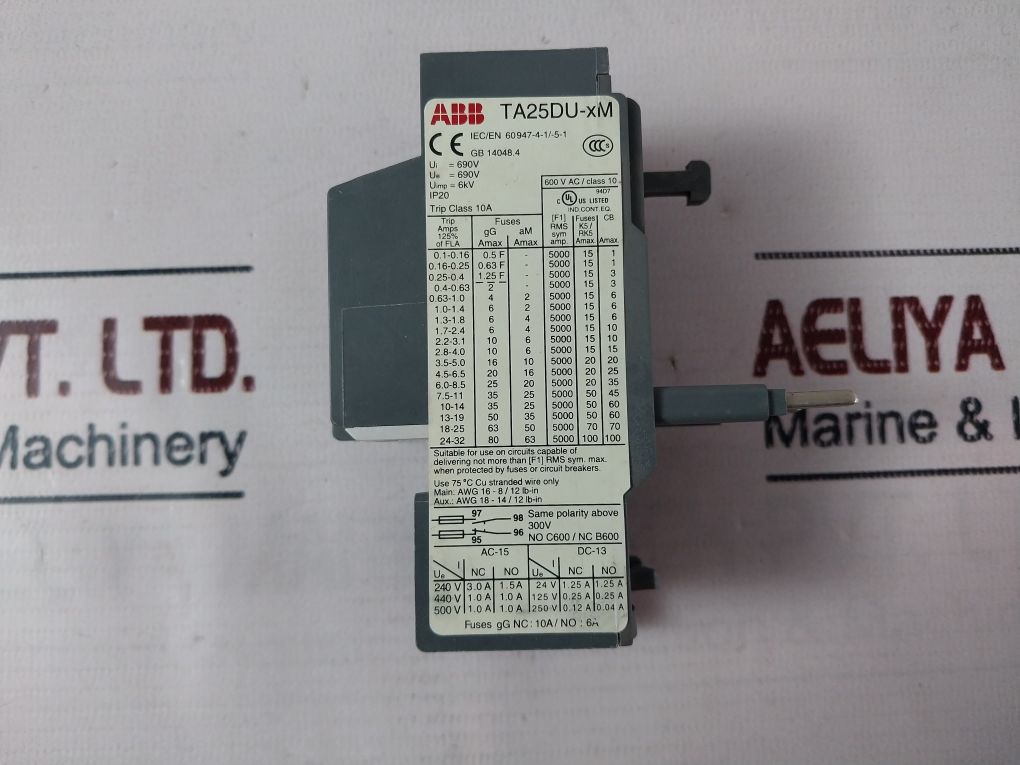 ABB TA25DU-xM
CE IEC/EN 60947-4-1/-5-1
GB 14048.4
CCC S
Ui = 690V
Ue = 690V
Uimp = 6kV
IP20
Trip Class 10A
600 V AC / class 10
94D7
C UL US LISTED
IND.CONT.EQ.
Trip Amps 125% of FLA | Fuses gG Amax | aM Amax | [F1] RMS sym amp. | Fuses K5 / RK5 Amax | CB Amax.
0.1-0.16 0.5 F - 5000 15 1
0.16-0.25 0.63 F - 5000 15 1
0.25-0.4 1.25 F - 5000 15 3
0.4-0.63 2 - 5000 15 3
0.63-1.0 4 2 5000 15 6
1.0-1.4 6 2 5000 15 6
1.3-1.8 6 4 5000 15 6
1.7-2.4 6 4 5000 15 10
2.2-3.1 10 6 5000 15 10
2.8-4.0 10 6 5000 15 15
3.5-5.0 16 10 5000 20 20
4.5-6.5 20 16 5000 20 25
6.0-8.5 25 20 5000 20 35
7.5-11 35 25 5000 50 45
10-14 35 25 5000 50 60
13-19 50 35 5000 50 60
18-25 63 50 5000 70 70
24-32 80 63 5000 100 100
Suitable for use on circuits capable of
delivering not more than [F1] RMS sym. max.
when protected by fuses or circuit breakers.
Use 75 °C Cu stranded wire only
Main: AWG 16 - 8 / 12 lb-in
Aux.: AWG 18 - 14 / 12 lb-in
97 98
95 96
Same polarity above
300V
NO C600 / NC B600
AC-15 DC-13
Ue I NC NO Ue I NC NO
240 V 3.0 A 1.5 A 24 V 1.25 A 1.25 A
440 V 1.0 A 1.0 A 125 V 0.25 A 0.25 A
500 V 1.0 A 1.0 A 250 V 0.12 A 0.04 A
Fuses gG NC : 10A / NO : 6A
VT. LTD.
Machinery
AELIYA
Marine &